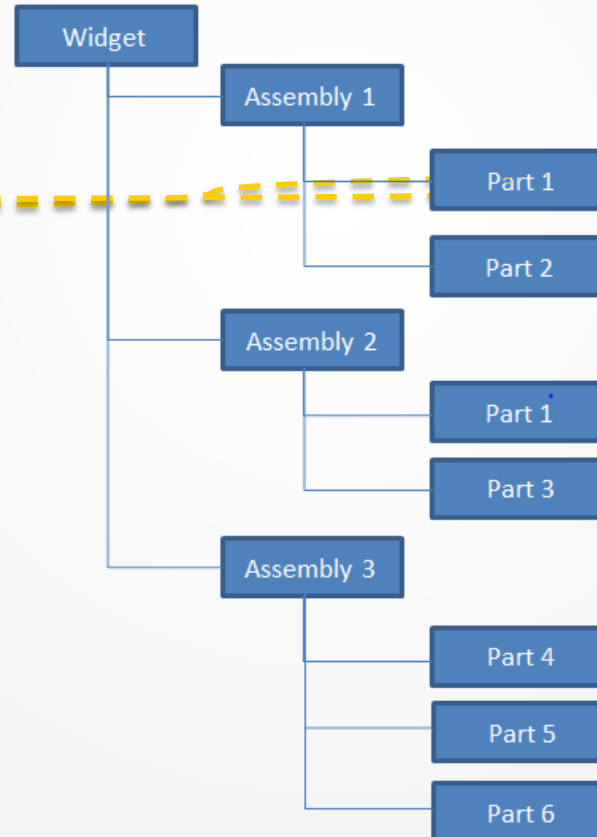 Widget
Assembly 1
Part 1
Part 2
Assembly 2
Part 1
Part 3
Assembly 3
Part 4
Part 5
Part 6